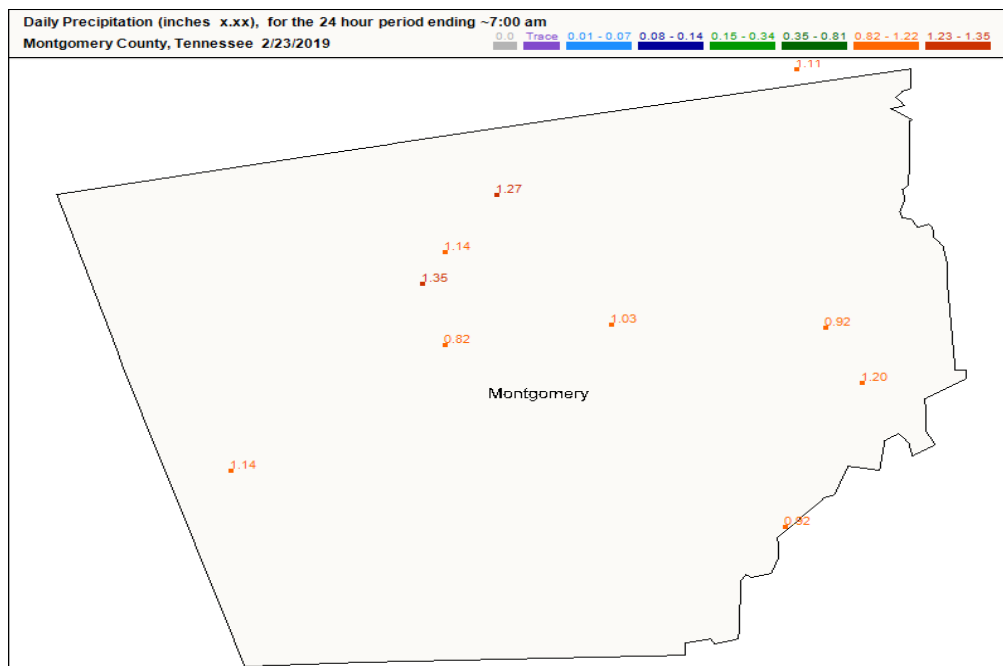 Daily Precipitation (inches x.xx), for the 24 hour period ending ~7:00 am
Montgomery County, Tennessee 2/23/2019
0.0 Trace 0.01 - 0.07 0.08 - 0.14 0.15 - 0.34 0.35 - 0.81 0.82 - 1.22 1.23 - 1.35
1.11
1.27
1.14
1.35
1.03
0.92
0.82
1.20
Montgomery
1.14
0.92